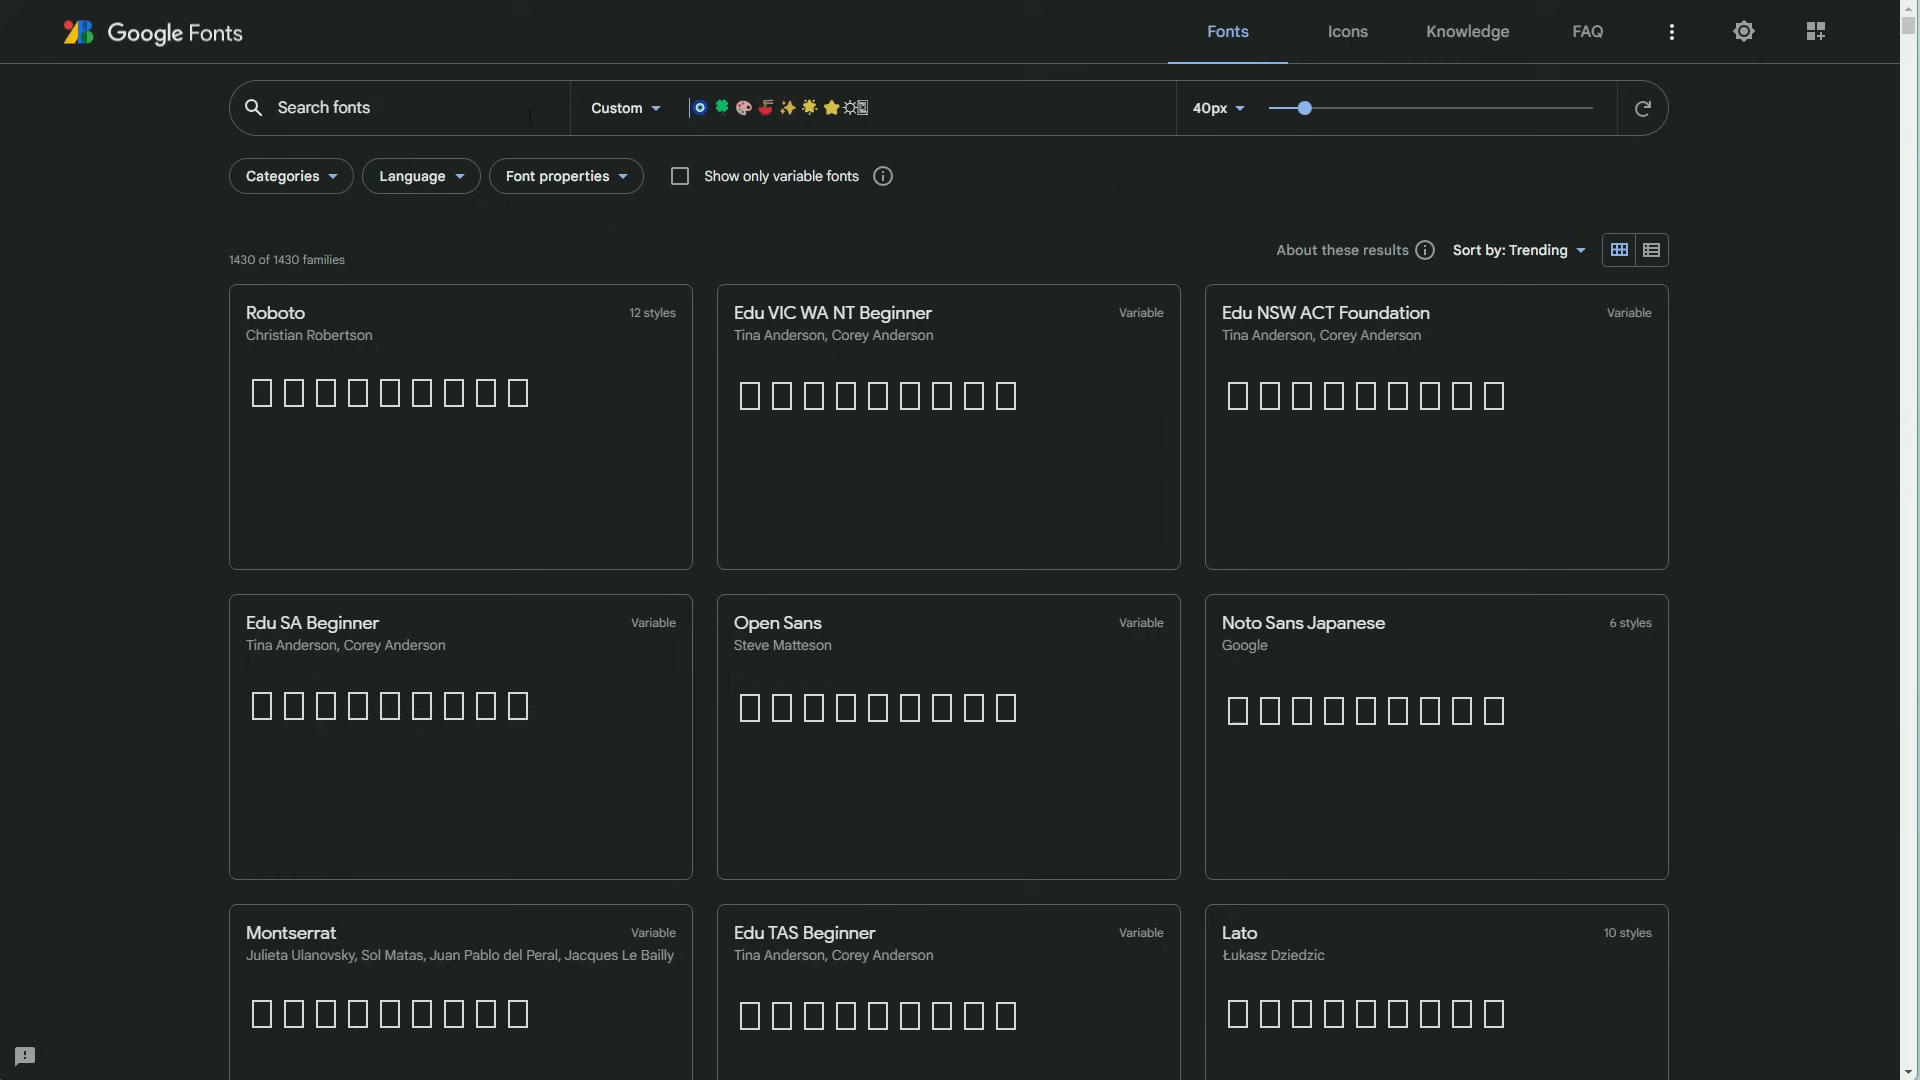 Google Fonts
Fonts
Icons
Knowledge
FAQ
Search fonts
Custom
40px
Categories
Language
Font properties
Show only variable fonts
1430 of 1430 families
About these results
Sort by: Trending
Roboto
12 styles
Christian Robertson
Edu VIC WA NT Beginner
Variable
Tina Anderson, Corey Anderson
Edu NSW ACT Foundation
Variable
Tina Anderson, Corey Anderson
Edu SA Beginner
Variable
Tina Anderson, Corey Anderson
Open Sans
Variable
Steve Matteson
Noto Sans Japanese
6 styles
Google
Montserrat
Variable
Julieta Ulanovsky, Sol Matas, Juan Pablo del Peral, Jacques Le Bailly
Edu TAS Beginner
Variable
Tina Anderson, Corey Anderson
Lato
10 styles
Łukasz Dziedzic